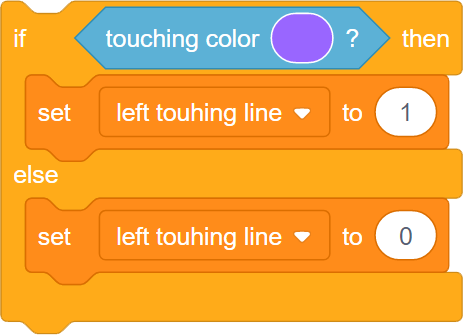 if touching color ? then
set left touhing line to 1
else
set left touhing line to 0